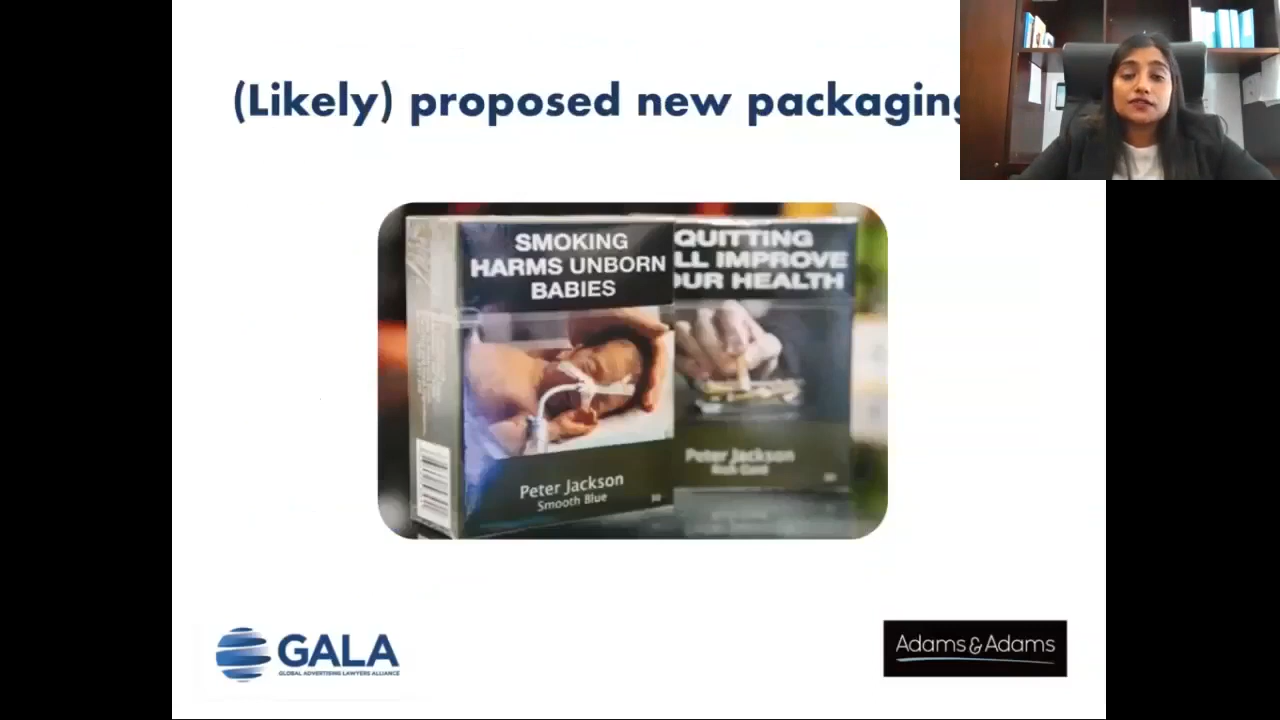 (Likely) proposed new packaging
SMOKING
HARMS UNBORN
BABIES
QUITTING
LL IMPROVE
OUR HEALTH
Peter Jackson
Smooth Blue
30
Peter Jackson
GALA
GLOBAL ADVERTISING LAWYERS ALLIANCE
Adams & Adams